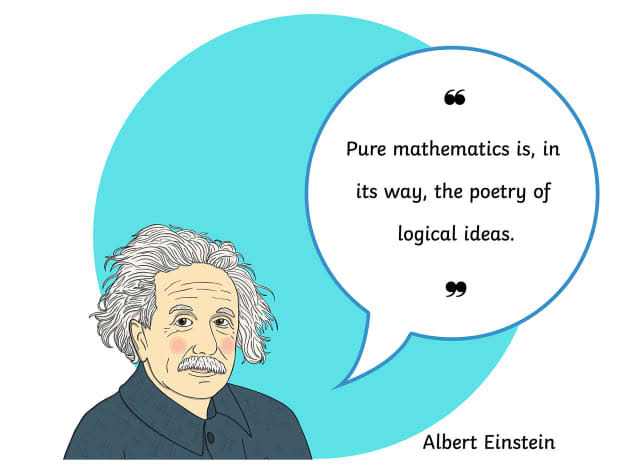 ❝
Pure mathematics is, in
its way, the poetry of
logical ideas.
❞
Albert Einstein